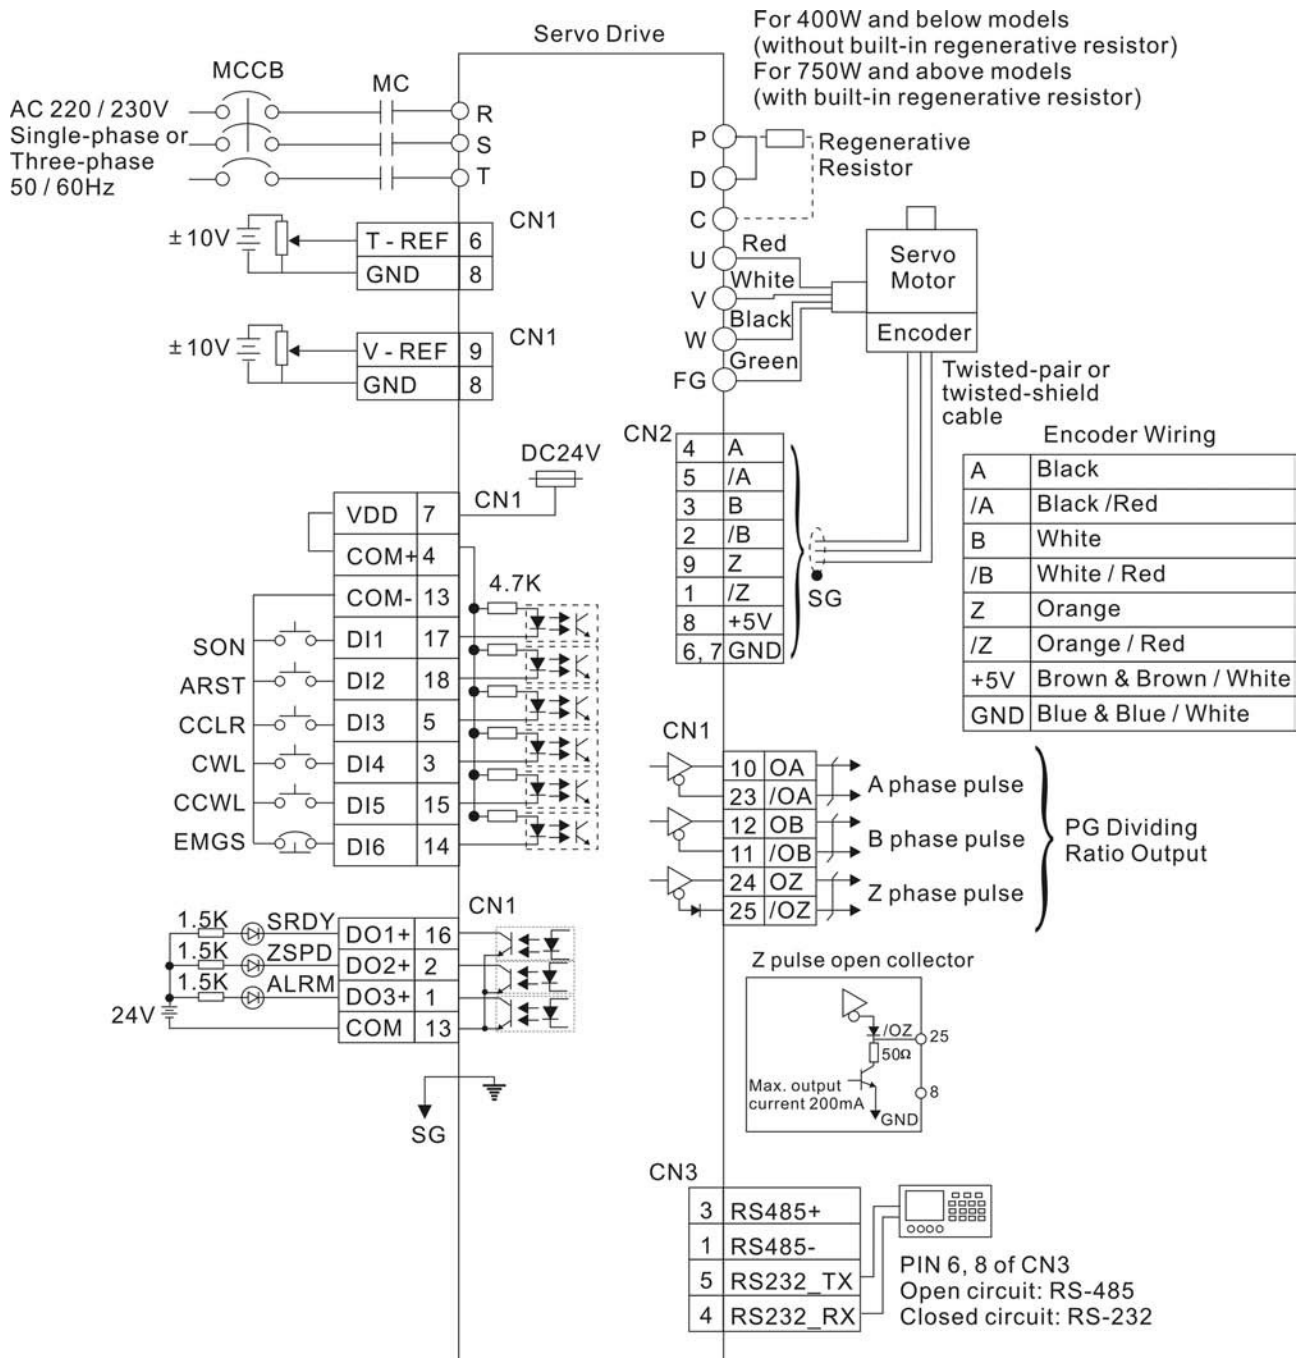 Servo Drive
For 400W and below models
(without built-in regenerative resistor)
For 750W and above models
(with built-in regenerative resistor)
MCCB
MC
AC 220 / 230V
Single-phase or
Three-phase
50 / 60Hz
R
S
T
P
D
C
Regenerative
Resistor
±10V
T - REF 6
GND 8
CN1
±10V
V - REF 9
GND 8
CN1
U Red
V White
W Black
FG Green
Servo
Motor
Encoder
Twisted-pair or
twisted-shield
cable
CN2
4 A
5 /A
3 B
2 /B
9 Z
1 /Z
8 +5V
6, 7 GND
SG
Encoder Wiring
A Black
/A Black /Red
B White
/B White / Red
Z Orange
/Z Orange / Red
+5V Brown & Brown / White
GND Blue & Blue / White
DC24V
CN1
VDD 7
COM+ 4
COM- 13
4.7K
SON DI1 17
ARST DI2 18
CCLR DI3 5
CWL DI4 3
CCWL DI5 15
EMGS DI6 14
CN1
10 OA
23 /OA
A phase pulse
12 OB
11 /OB
B phase pulse
24 OZ
25 /OZ
Z phase pulse
PG Dividing
Ratio Output
CN1
1.5K SRDY DO1+ 16
1.5K ZSPD DO2+ 2
1.5K ALRM DO3+ 1
24V COM 13
SG
Z pulse open collector
/OZ 25
50Ω
Max. output
current 200mA
8
GND
CN3
3 RS485+
1 RS485-
5 RS232_TX
4 RS232_RX
PIN 6, 8 of CN3
Open circuit: RS-485
Closed circuit: RS-232